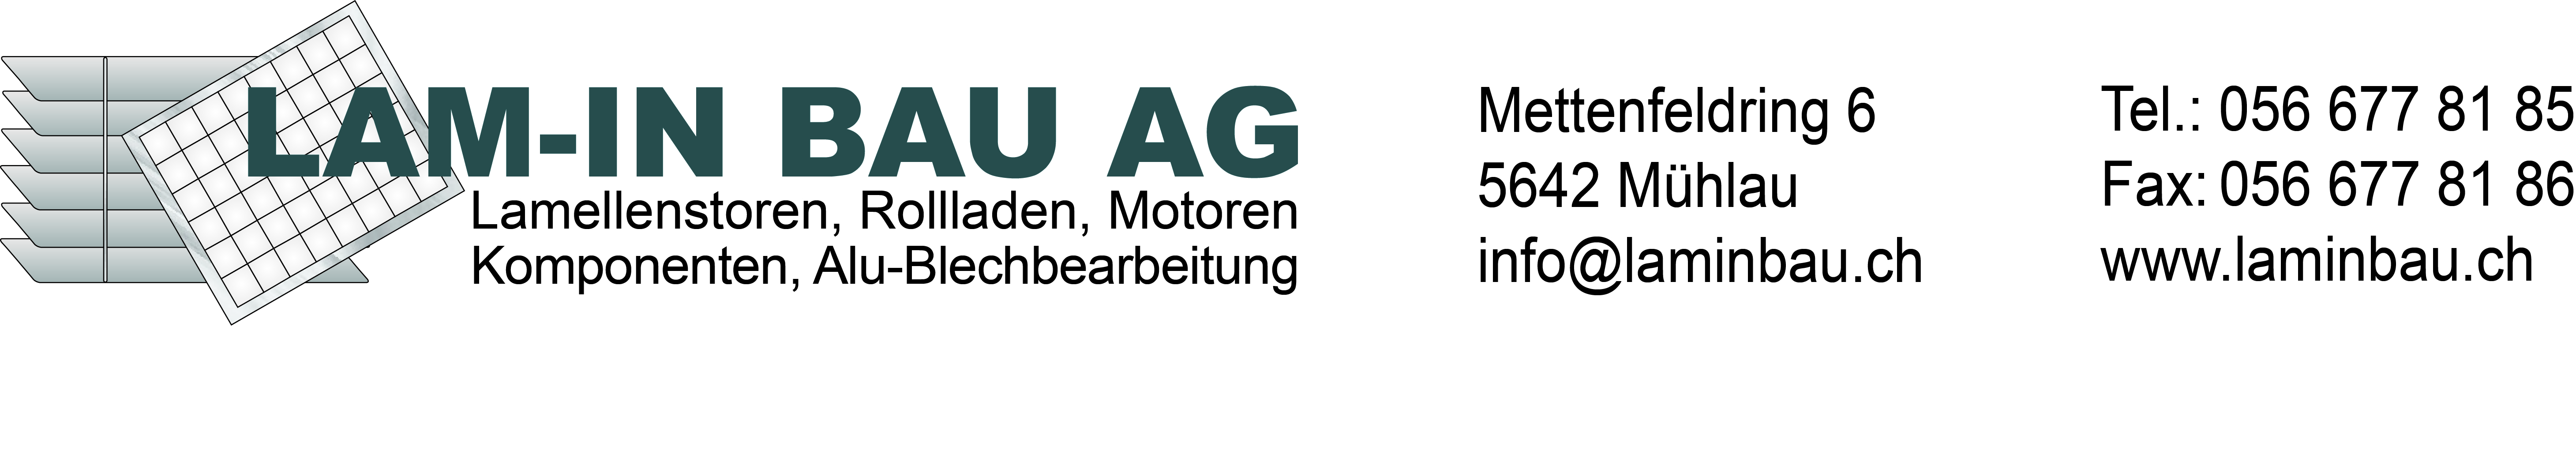 LAM-IN BAU AG
Lamellenstoren, Rollladen, Motoren
Komponenten, Alu-Blechbearbeitung
Mettenfeldring 6
5642 Mühlau
info@laminbau.ch
Tel.: 056 677 81 85
Fax: 056 677 81 86
www.laminbau.ch